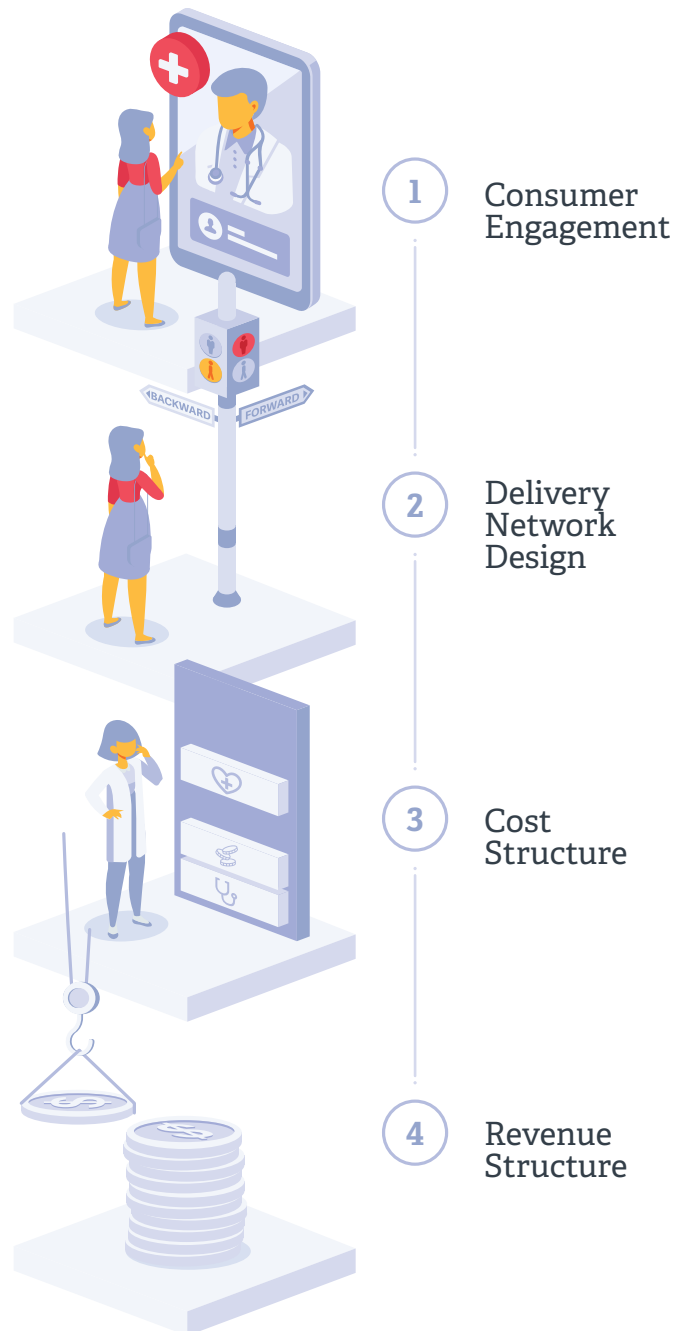 1
Consumer
Engagement
BACKWARD
FORWARD
2
Delivery
Network
Design
3
Cost
Structure
$
$
4
Revenue
Structure